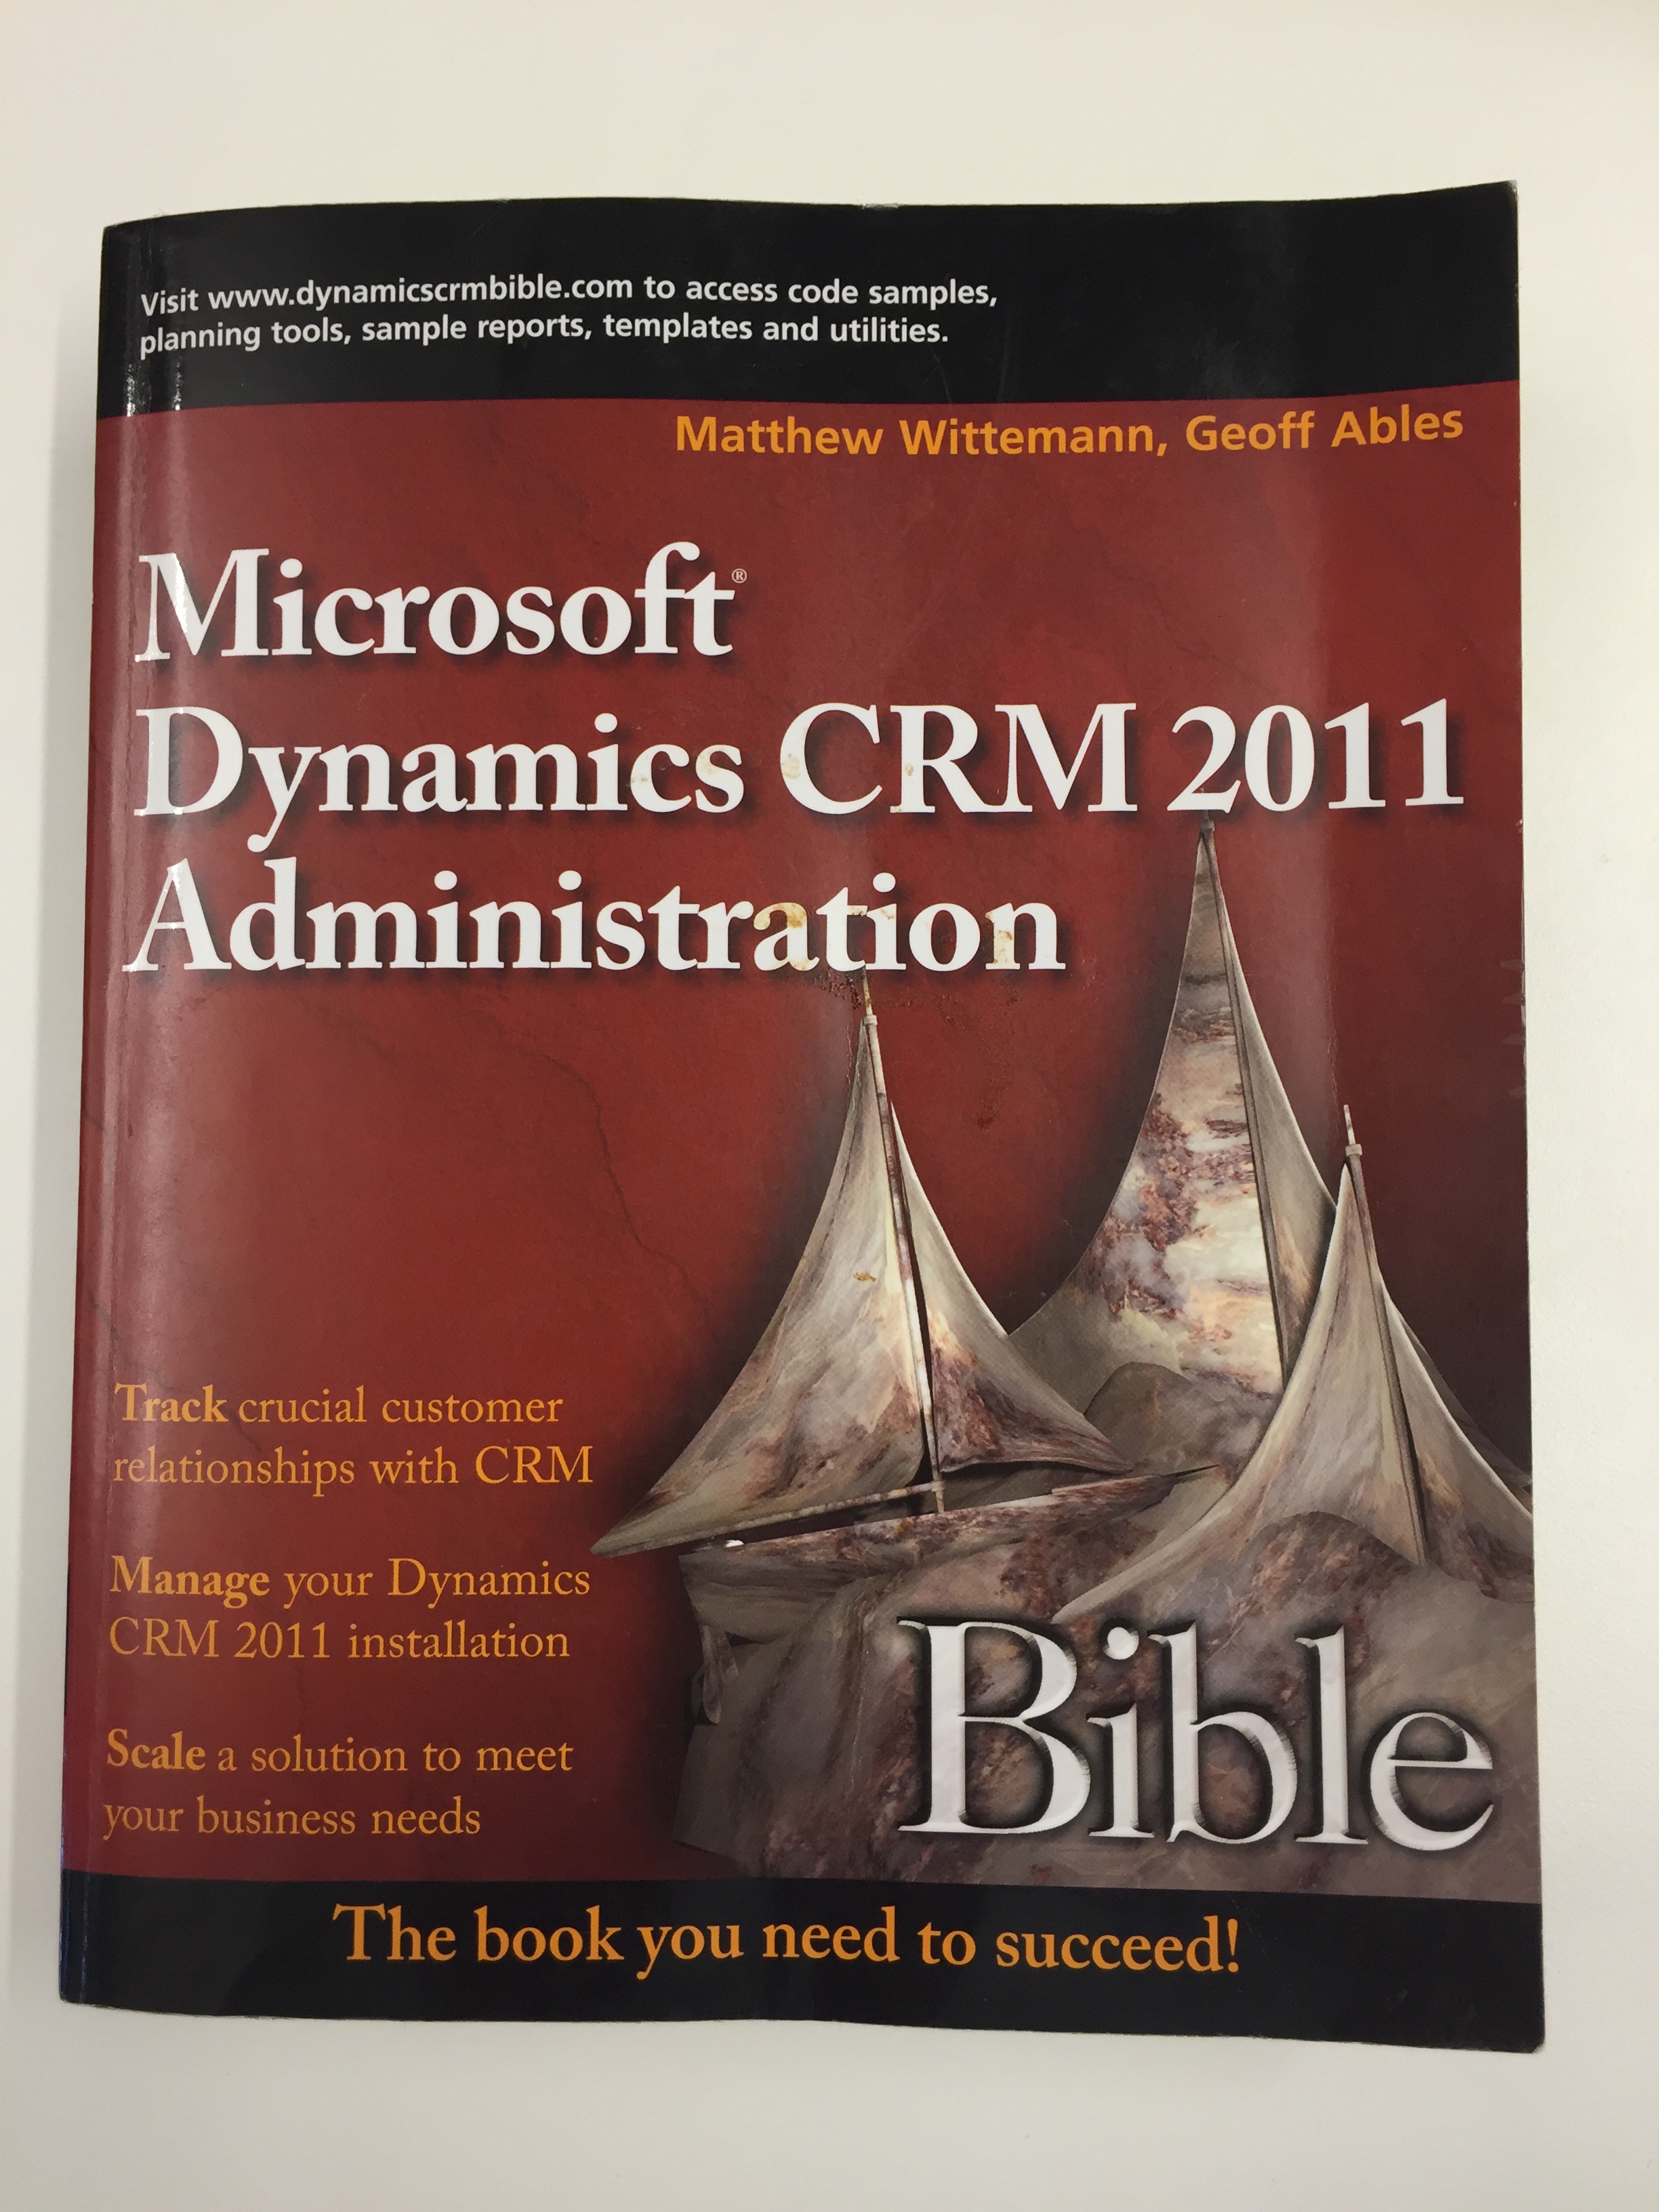 Visit www.dynamicscrmbible.com to access code samples,
planning tools, sample reports, templates and utilities.
Matthew Wittemann, Geoff Ables
Microsoft®
Dynamics CRM 2011
Administration
Track crucial customer
relationships with CRM
Manage your Dynamics
CRM 2011 installation
Scale a solution to meet
your business needs
Bible
The book you need to succeed!